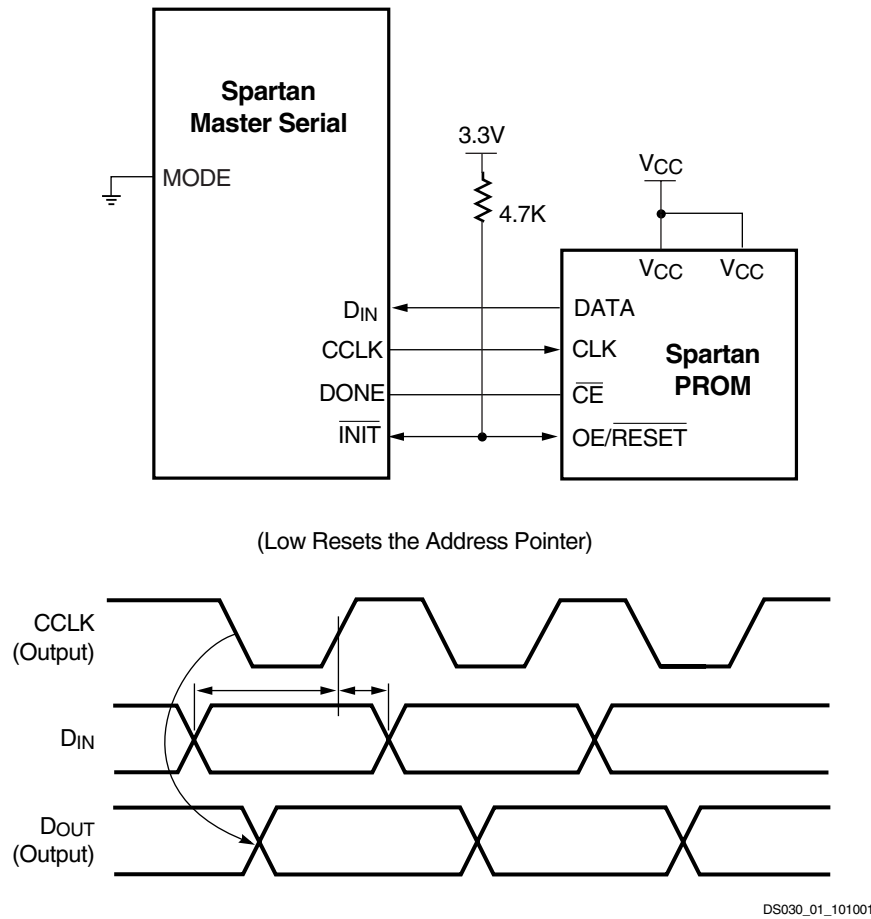 Spartan
Master Serial
MODE
3.3V
4.7K
VCC
VCC VCC
DIN
DATA
CCLK
CLK
Spartan
PROM
DONE
CE
INIT
OE/RESET
(Low Resets the Address Pointer)
CCLK
(Output)
DIN
DOUT
(Output)
DS030_01_101001